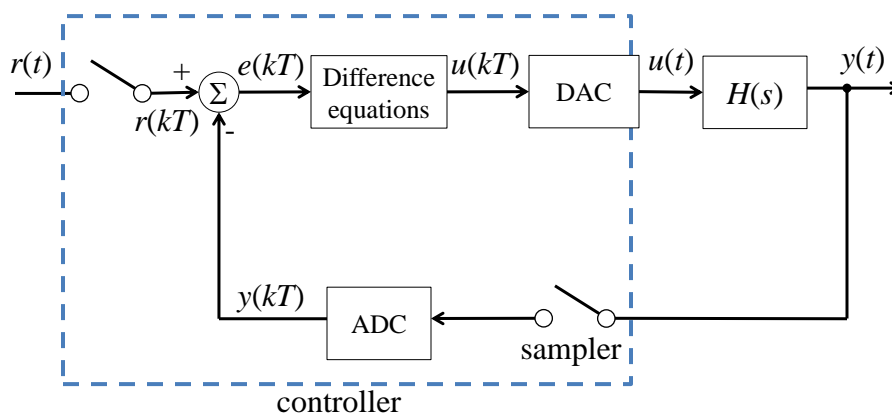 r(t)
+
r(kT)
Σ
-
e(kT)
Difference
equations
u(kT)
DAC
u(t)
H(s)
y(t)
y(kT)
ADC
sampler
controller